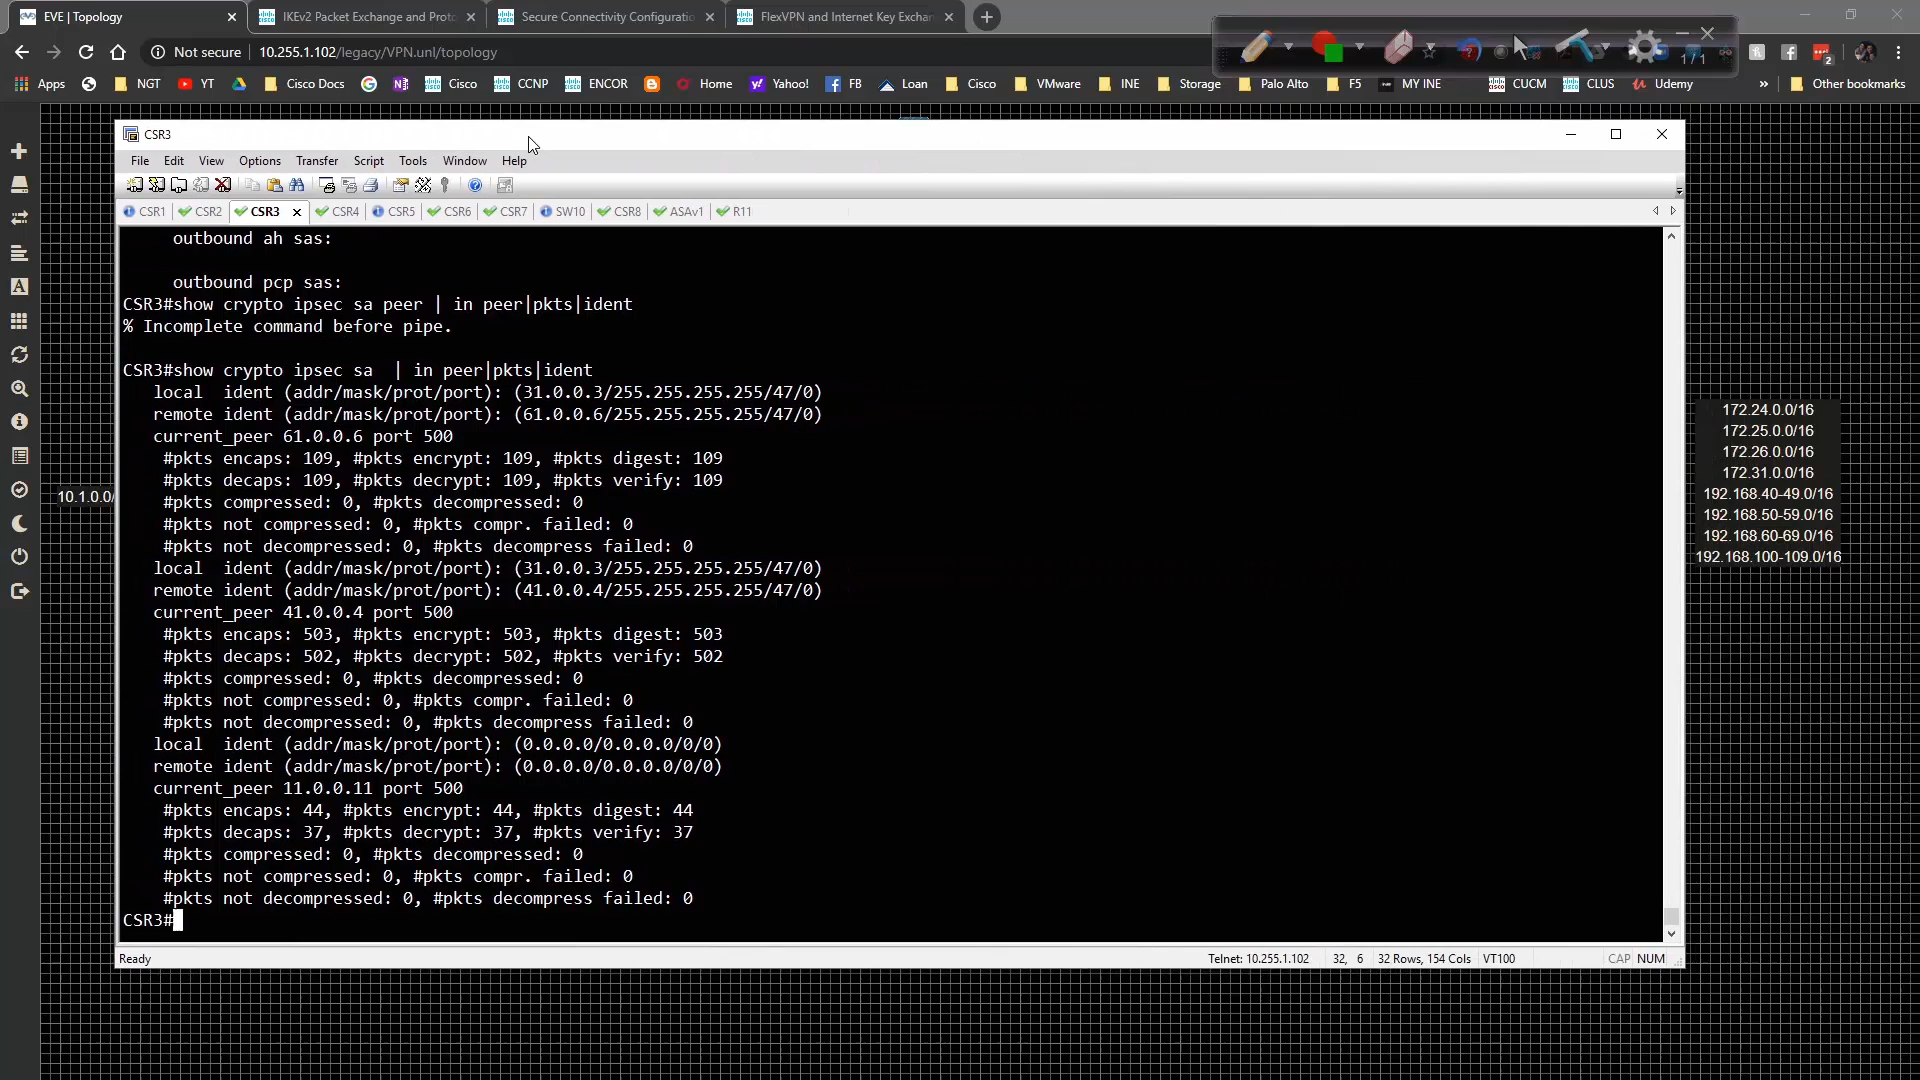 EVE | Topology
IKEv2 Packet Exchange and Proto
Secure Connectivity Configuratio
FlexVPN and Internet Key Exchan
Not secure | 10.255.1.102/legacy/VPN.unl/topology
1 / 1
2
Apps NGT YT Cisco Docs Cisco CCNP ENCOR Home Yahoo! FB Loan Cisco VMware INE Storage Palo Alto F5 MY INE CUCM CLUS Udemy » Other bookmarks
CSR3
File Edit View Options Transfer Script Tools Window Help
CSR1 CSR2 CSR3 CSR4 CSR5 CSR6 CSR7 SW10 CSR8 ASAv1 R11
outbound ah sas:
outbound pcp sas:
CSR3#show crypto ipsec sa peer | in peer|pkts|ident
% Incomplete command before pipe.
CSR3#show crypto ipsec sa  | in peer|pkts|ident
local  ident (addr/mask/prot/port): (31.0.0.3/255.255.255.255/47/0)
remote ident (addr/mask/prot/port): (61.0.0.6/255.255.255.255/47/0)
current_peer 61.0.0.6 port 500
#pkts encaps: 109, #pkts encrypt: 109, #pkts digest: 109
#pkts decaps: 109, #pkts decrypt: 109, #pkts verify: 109
#pkts compressed: 0, #pkts decompressed: 0
#pkts not compressed: 0, #pkts compr. failed: 0
#pkts not decompressed: 0, #pkts decompress failed: 0
local  ident (addr/mask/prot/port): (31.0.0.3/255.255.255.255/47/0)
remote ident (addr/mask/prot/port): (41.0.0.4/255.255.255.255/47/0)
current_peer 41.0.0.4 port 500
#pkts encaps: 503, #pkts encrypt: 503, #pkts digest: 503
#pkts decaps: 502, #pkts decrypt: 502, #pkts verify: 502
#pkts compressed: 0, #pkts decompressed: 0
#pkts not compressed: 0, #pkts compr. failed: 0
#pkts not decompressed: 0, #pkts decompress failed: 0
local  ident (addr/mask/prot/port): (0.0.0.0/0.0.0.0/0/0)
remote ident (addr/mask/prot/port): (0.0.0.0/0.0.0.0/0/0)
current_peer 11.0.0.11 port 500
#pkts encaps: 44, #pkts encrypt: 44, #pkts digest: 44
#pkts decaps: 37, #pkts decrypt: 37, #pkts verify: 37
#pkts compressed: 0, #pkts decompressed: 0
#pkts not compressed: 0, #pkts compr. failed: 0
#pkts not decompressed: 0, #pkts decompress failed: 0
CSR3#
Ready Telnet: 10.255.1.102 32, 6 32 Rows, 154 Cols VT100 CAP NUM
10.1.0.0/
172.24.0.0/16
172.25.0.0/16
172.26.0.0/16
172.31.0.0/16
192.168.40-49.0/16
192.168.50-59.0/16
192.168.60-69.0/16
192.168.100-109.0/16